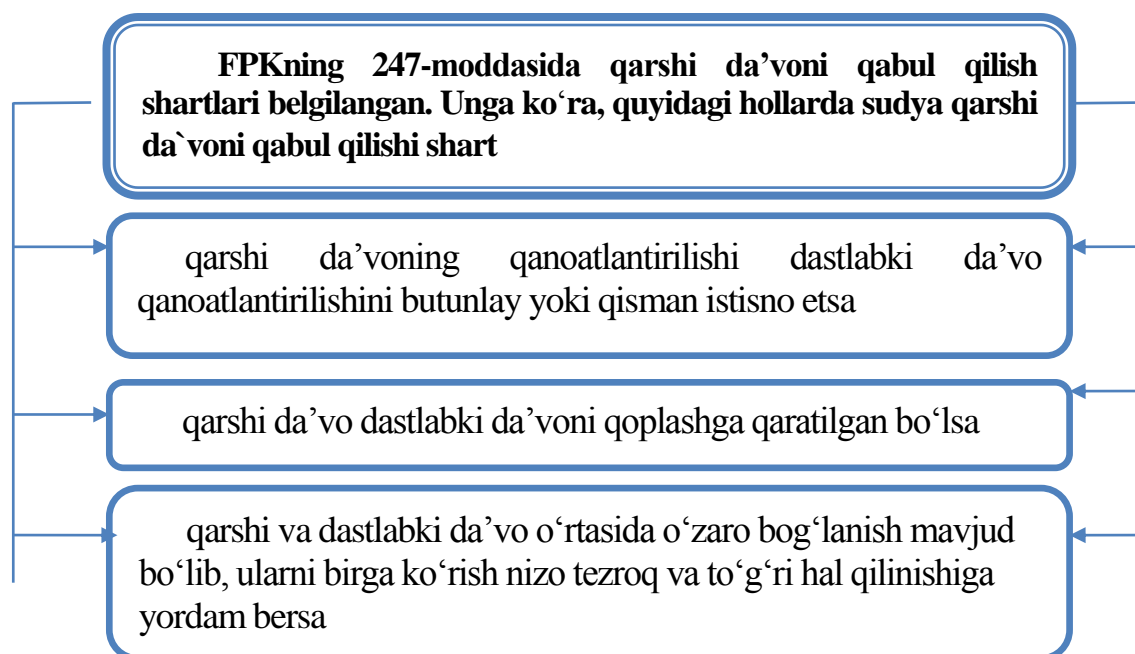 FPKning 247-moddasida qarshi da’voni qabul qilish
shartlari belgilangan. Unga ko‘ra, quyidagi hollarda sudya qarshi
da`voni qabul qilishi shart
qarshi da’voning qanoatlantirilishi dastlabki da’vo
qanoatlantirilishini butunlay yoki qisman istisno etsa
qarshi da’vo dastlabki da’voni qoplashga qaratilgan bo‘lsa
qarshi va dastlabki da’vo o‘rtasida o‘zaro bog‘lanish mavjud
bo‘lib, ularni birga ko‘rish nizo tezroq va to‘g‘ri hal qilinishiga
yordam bersa